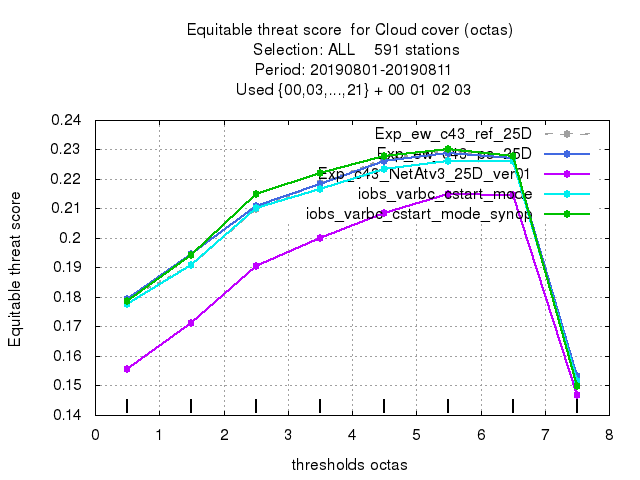 Equitable threat score  for Cloud cover (octas)
Selection: ALL    591 stations
Period: 20190801-20190811
Used {00,03,...,21} + 00 01 02 03
Exp_ew_c43_ref_25D
Exp_ew_c43_ps_25D
Exp_c43_NetAtv3_25D_ver01
iobs_varbc_cstart_mode
iobs_varbc_cstart_mode_synop
Equitable threat score
0.24
0.23
0.22
0.21
0.2
0.19
0.18
0.17
0.16
0.15
0.14
0 1 2 3 4 5 6 7 8
thresholds octas